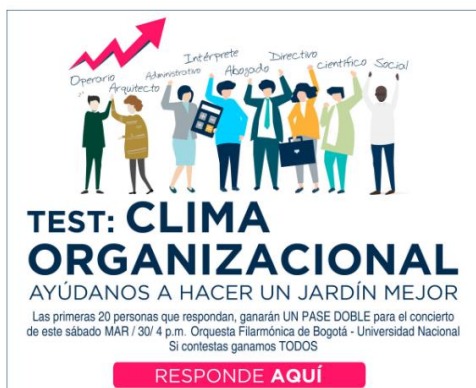 Operario
Arquitecto
Administrativo
Intérprete
Abogado
Directivo
científico
Social
TEST: CLIMA
ORGANIZACIONAL
AYÚDANOS A HACER UN JARDÍN MEJOR
Las primeras 20 personas que respondan, ganarán UN PASE DOBLE para el concierto
de este sábado MAR / 30/ 4 p.m. Orquesta Filarmónica de Bogotá - Universidad Nacional
Si contestas ganamos TODOS
RESPONDE AQUÍ